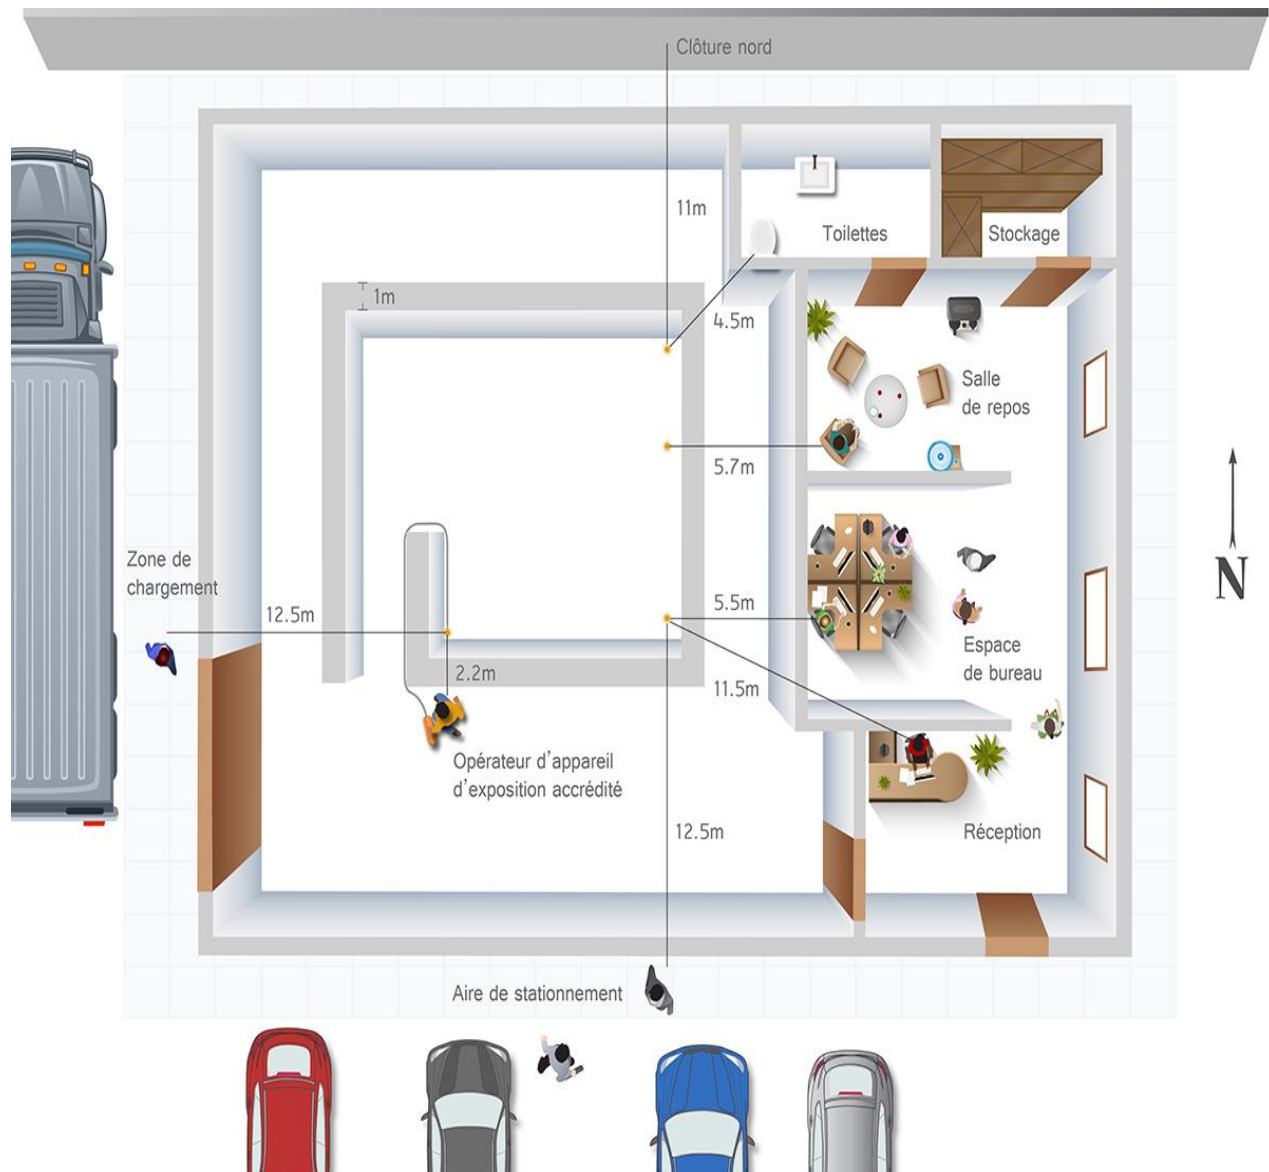 Clôture nord
11m
Toilettes
Stockage
1m
4.5m
Salle
de repos
5.7m
N
Zone de
chargement
12.5m
5.5m
Espace
de bureau
2.2m
11.5m
Opérateur d'appareil
d'exposition accrédité
12.5m
Réception
Aire de stationnement